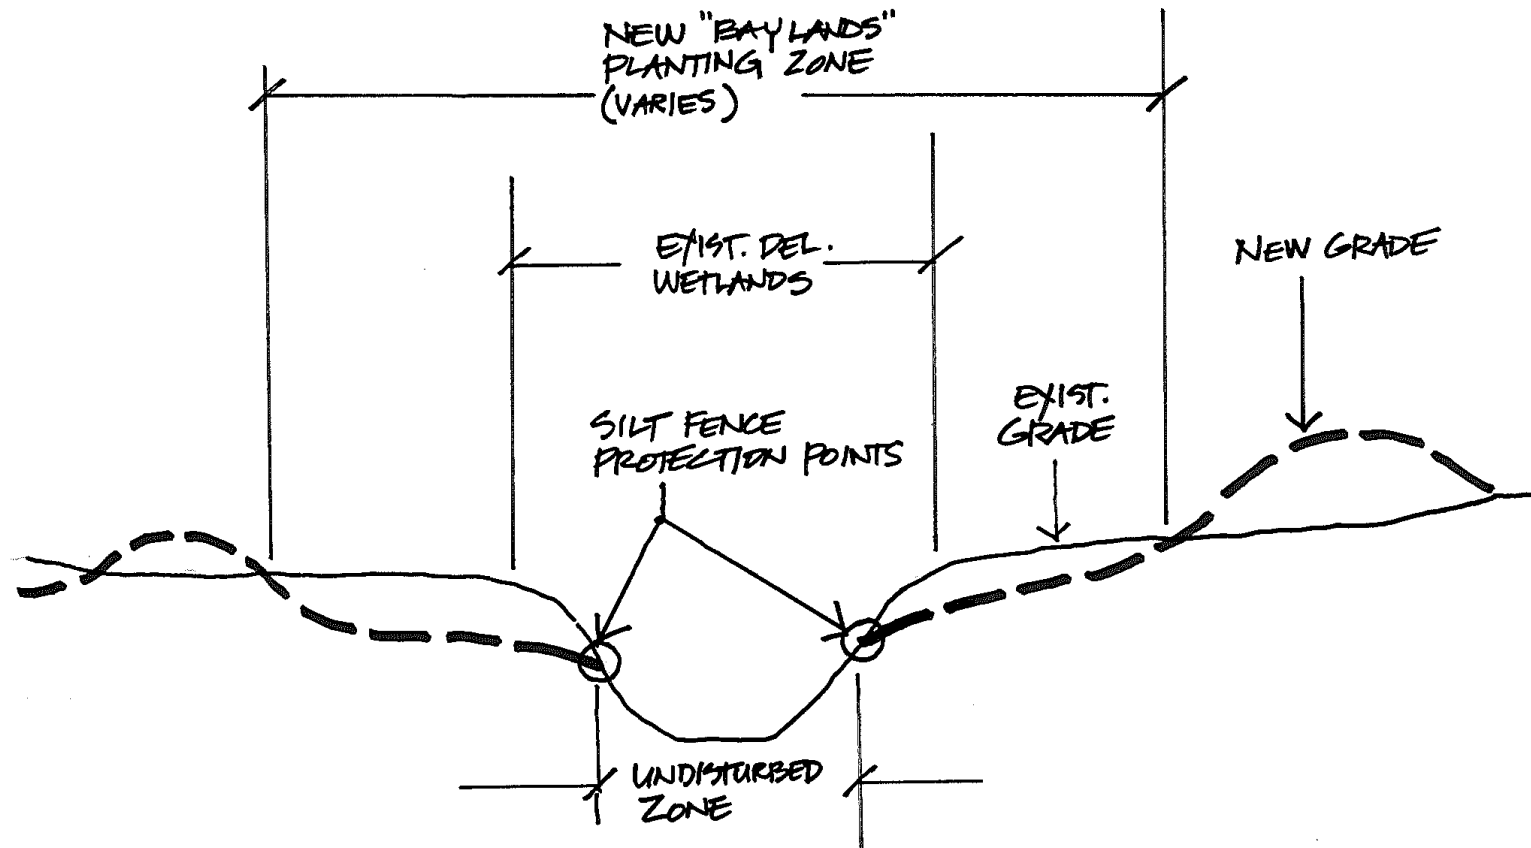 NEW "BAYLANDS"
PLANTING ZONE
(VARIES)
EXIST. DEL.
WETLANDS
NEW GRADE
EXIST.
GRADE
SILT FENCE
PROTECTION POINTS
UNDISTURBED
ZONE